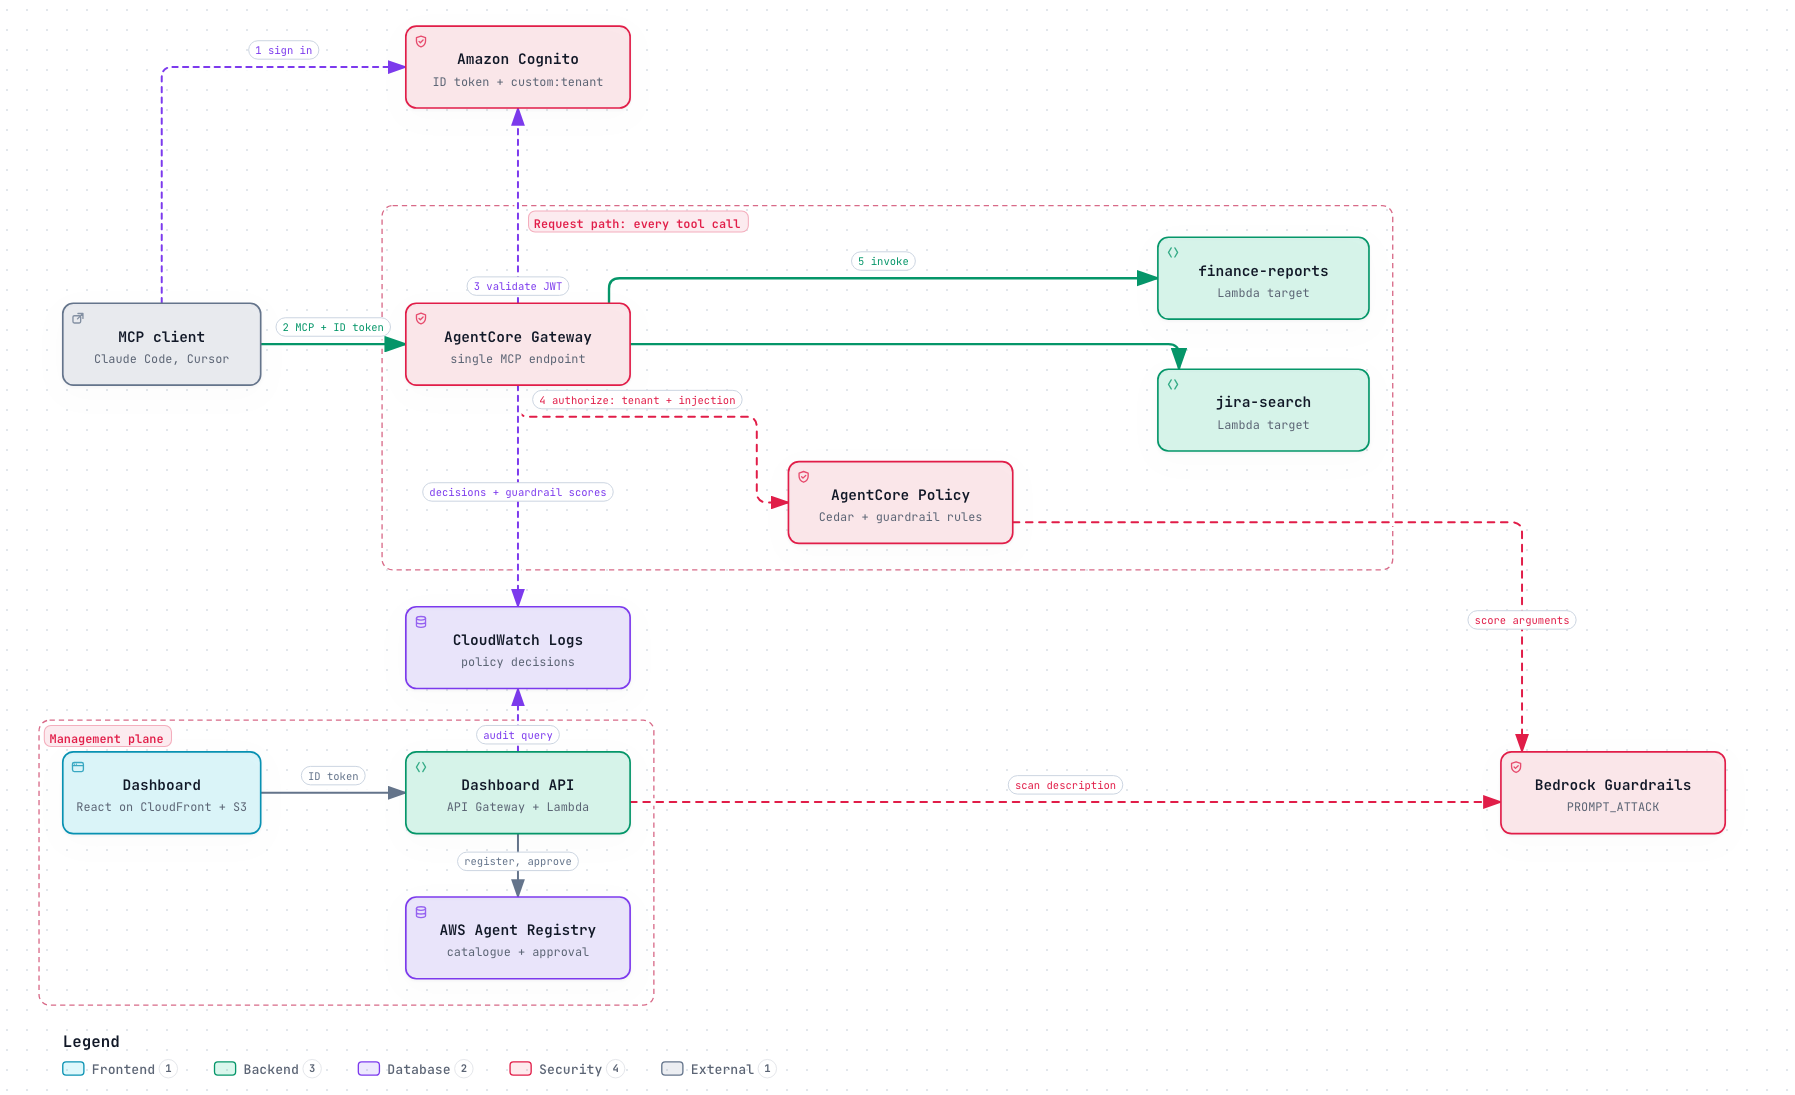 1 sign in
Amazon Cognito
ID token + custom:tenant
Request path: every tool call
5 invoke
finance-reports
Lambda target
3 validate JWT
MCP client
Claude Code, Cursor
2 MCP + ID token
AgentCore Gateway
single MCP endpoint
4 authorize: tenant + injection
jira-search
Lambda target
decisions + guardrail scores
AgentCore Policy
Cedar + guardrail rules
CloudWatch Logs
policy decisions
score arguments
Management plane
audit query
Dashboard
React on CloudFront + S3
ID token
Dashboard API
API Gateway + Lambda
scan description
Bedrock Guardrails
PROMPT_ATTACK
register, approve
AWS Agent Registry
catalogue + approval
Legend
Frontend 1
Backend 3
Database 2
Security 4
External 1